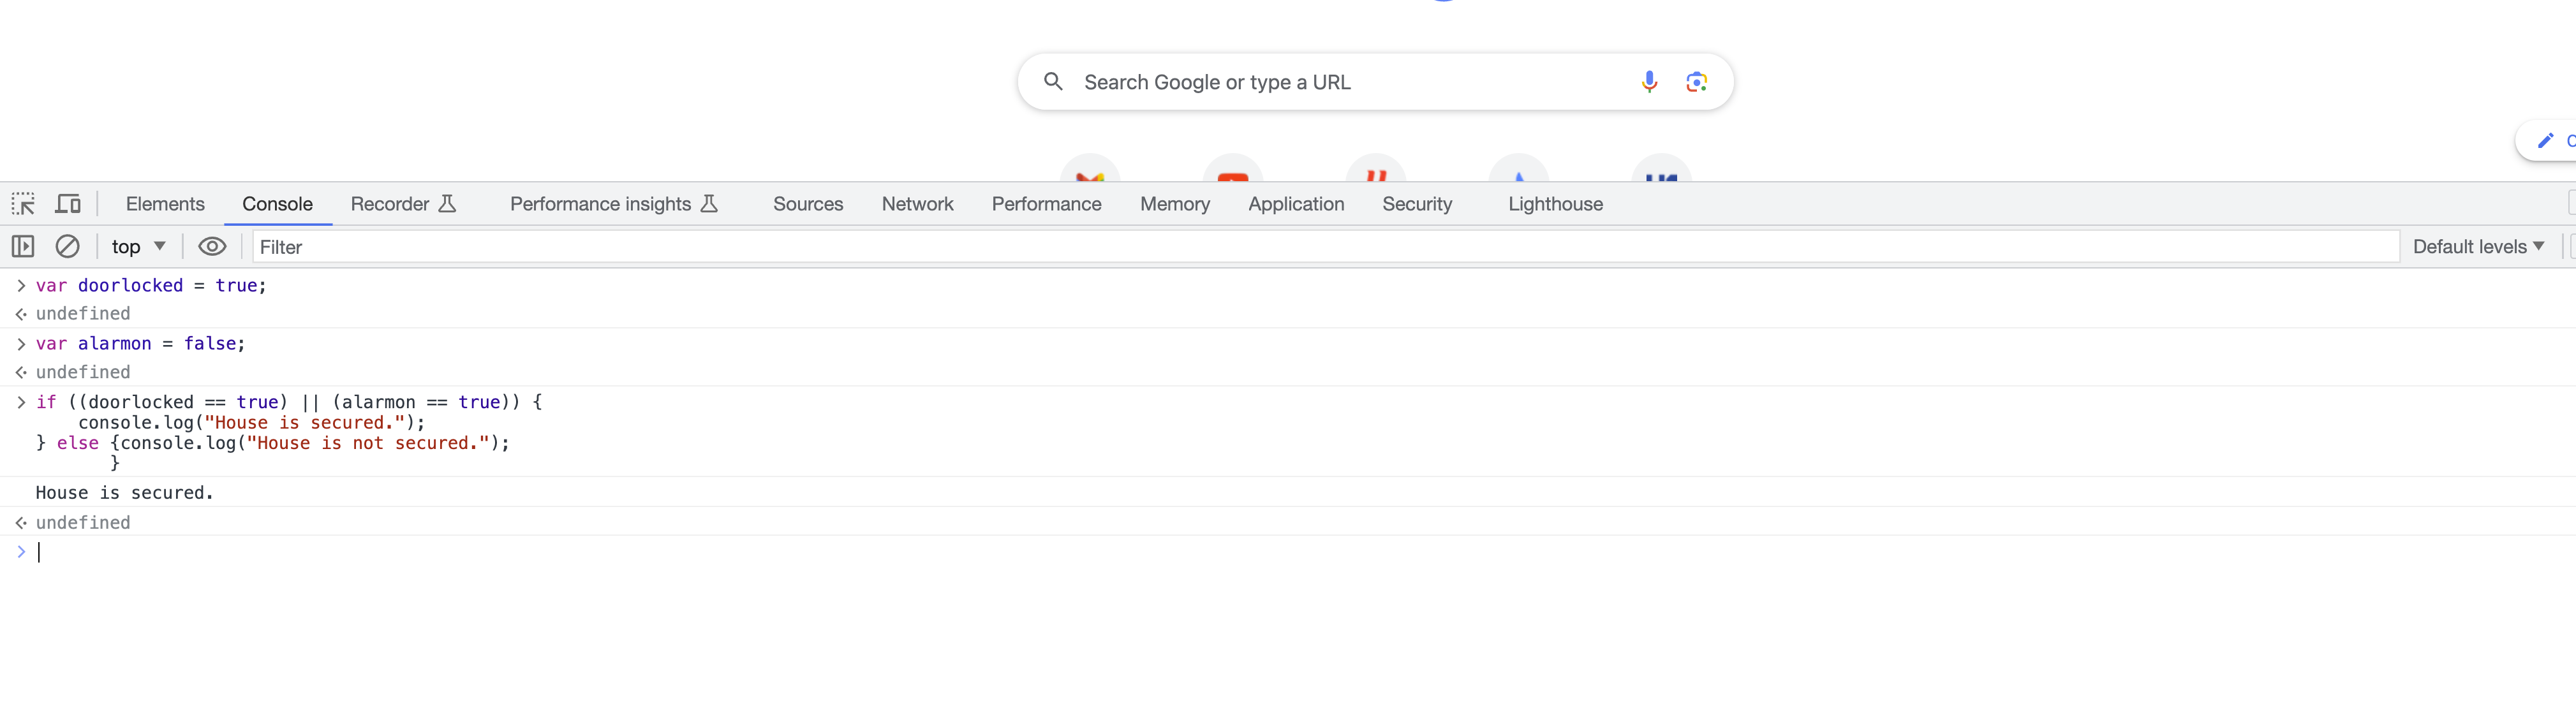 Search Google or type a URL
Elements Console Recorder Performance insights Sources Network Performance Memory Application Security Lighthouse
top Filter Default levels
> var doorlocked = true;
undefined
> var alarmon = false;
undefined
> if ((doorlocked == true) || (alarmon == true)) {
    console.log("House is secured.");
} else {console.log("House is not secured.");
       }
House is secured.
undefined
>